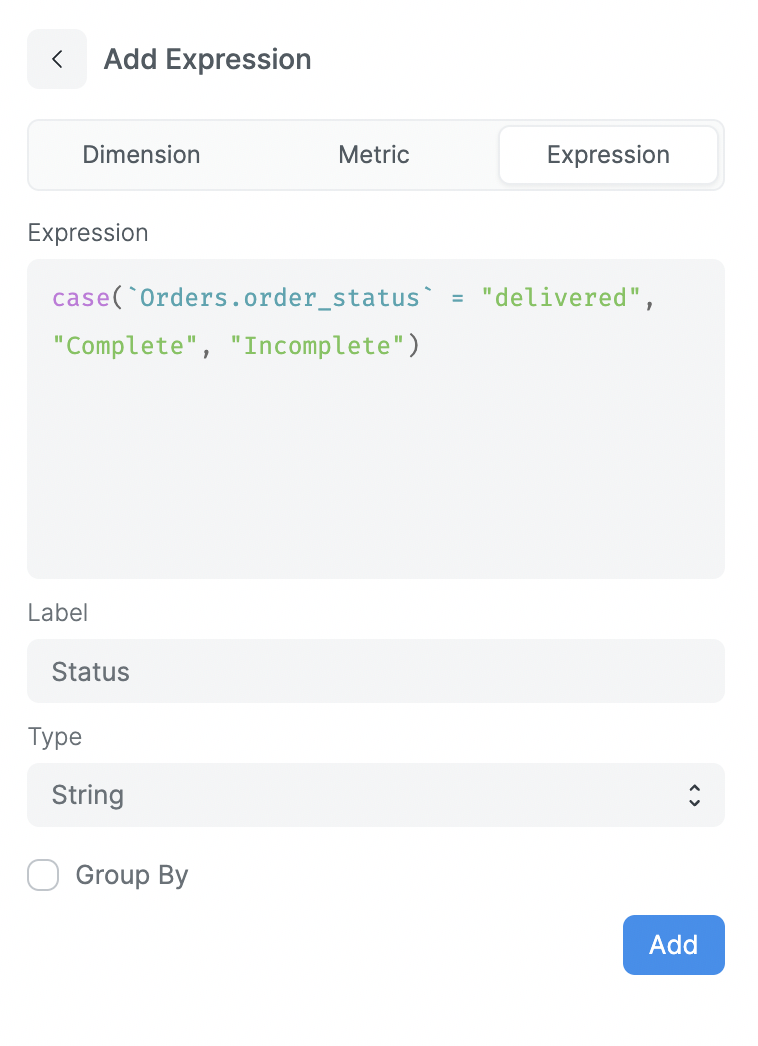 Add Expression
Dimension Metric Expression
Expression
case(`Orders.order_status` = "delivered",
"Complete", "Incomplete")
Label
Status
Type
String
Group By
Add